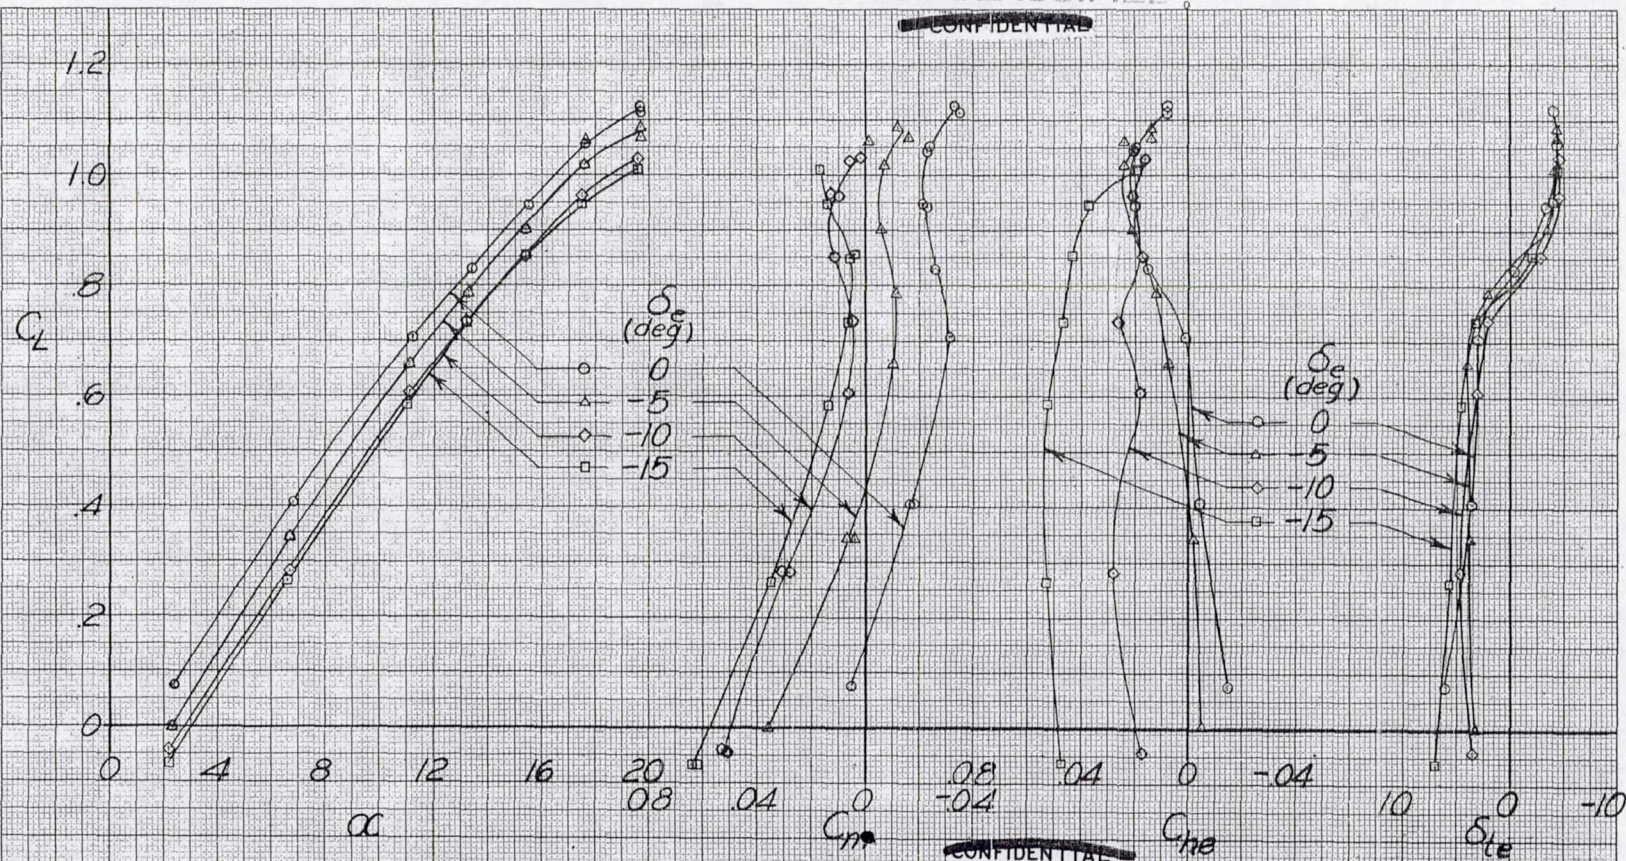 CONFIDENTIAL
1.2
1.0
.8
.6
.4
.2
0
C_L
δ_e
(deg)
0
-5
-10
-15
δ_e
(deg)
0
-5
-10
-15
0 4 8 12 16 20
.08 .04 0 -.04
.08 .04 0 -.04
10 0 -10
α
C_m
C_he
δ_te
CONFIDENTIAL